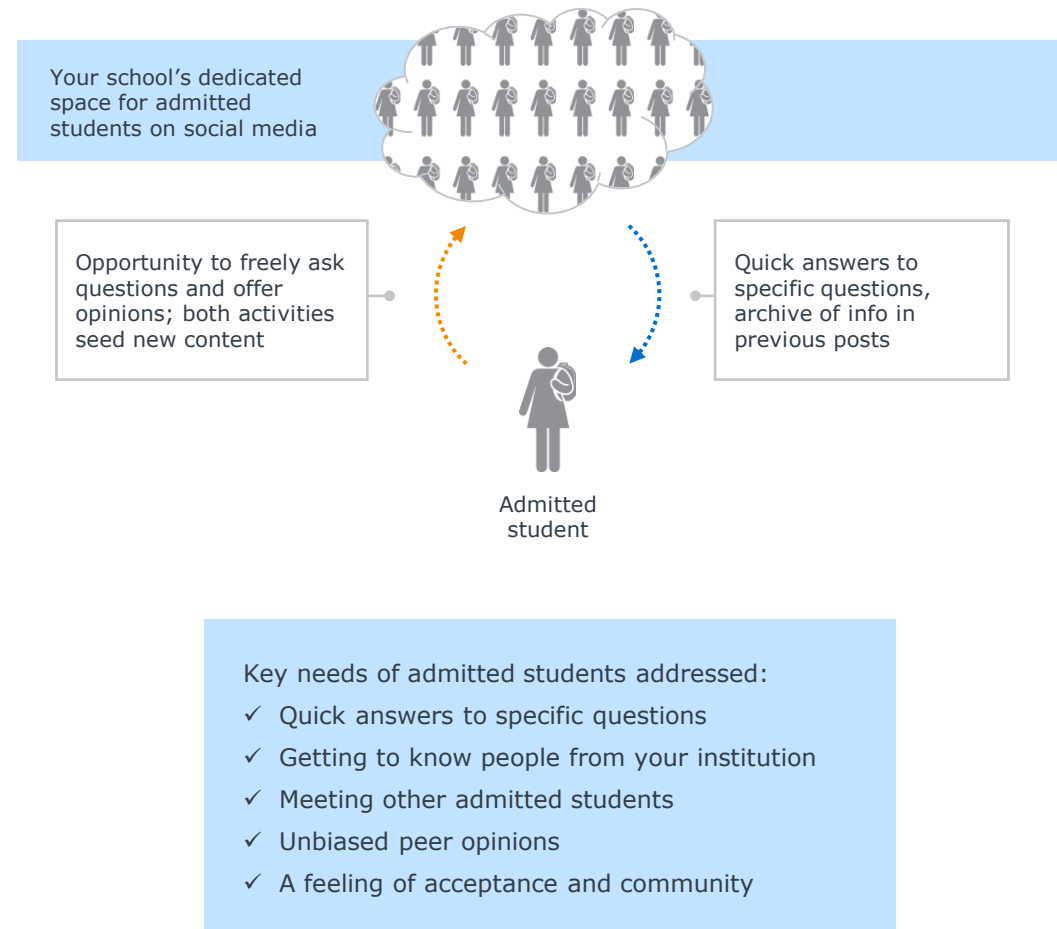 Your school’s dedicated
space for admitted
students on social media
Opportunity to freely ask
questions and offer
opinions; both activities
seed new content
Quick answers to
specific questions,
archive of info in
previous posts
Admitted
student
Key needs of admitted students addressed:
✓ Quick answers to specific questions
✓ Getting to know people from your institution
✓ Meeting other admitted students
✓ Unbiased peer opinions
✓ A feeling of acceptance and community